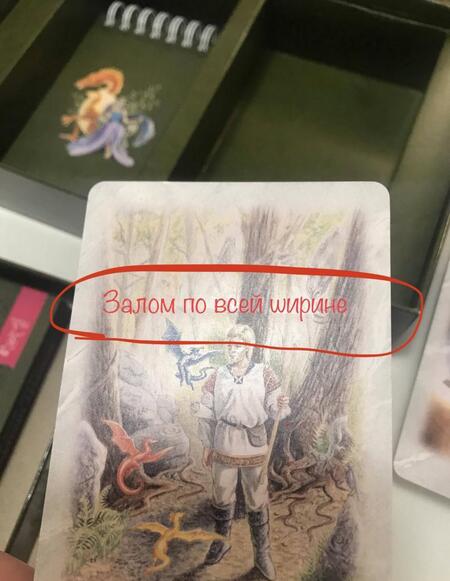 Залом по всей ширине